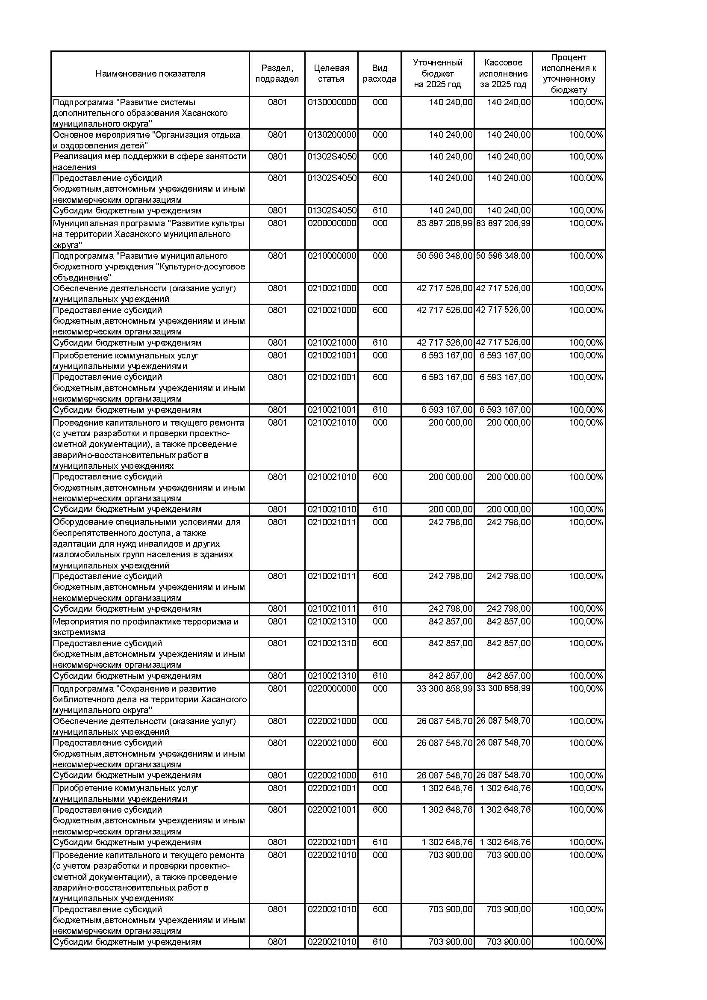 Наименование показателя
Раздел,
подраздел
Целевая
статья
Вид
расхода
Уточненный
бюджет
на 2025 год
Кассовое
исполнение
за 2025 год
Процент
исполнения к
уточненному
бюджету
Подпрограмма "Развитие системы 0801 0130000000 000 140 240,00 140 240,00 100,00%
дополнительного образования Хасанского
муниципального округа"
Основное мероприятие "Организация отдыха 0801 0130200000 000 140 240,00 140 240,00 100,00%
и оздоровления детей"
Реализация мер поддержки в сфере занятости 0801 01302S4050 000 140 240,00 140 240,00 100,00%
населения
Предоставление субсидий 0801 01302S4050 600 140 240,00 140 240,00 100,00%
бюджетным,автономным учреждениям и иным
некоммерческим организациям
Субсидии бюджетным учреждениям 0801 01302S4050 610 140 240,00 140 240,00 100,00%
Муниципальная программа "Развитие культры 0801 0200000000 000 83 897 206,99 83 897 206,99 100,00%
на территории Хасанского муниципального
округа"
Подпрограмма "Развитие муниципального 0801 0210000000 000 50 596 348,00 50 596 348,00 100,00%
бюджетного учреждения "Культурно-досуговое
объединение"
Обеспечение деятельности (оказание услуг) 0801 0210021000 000 42 717 526,00 42 717 526,00 100,00%
муниципальных учреждений
Предоставление субсидий 0801 0210021000 600 42 717 526,00 42 717 526,00 100,00%
бюджетным,автономным учреждениям и иным
некоммерческим организациям
Субсидии бюджетным учреждениям 0801 0210021000 610 42 717 526,00 42 717 526,00 100,00%
Приобретение коммунальных услуг 0801 0210021001 000 6 593 167,00 6 593 167,00 100,00%
муниципальными учреждениями
Предоставление субсидий 0801 0210021001 600 6 593 167,00 6 593 167,00 100,00%
бюджетным,автономным учреждениям и иным
некоммерческим организациям
Субсидии бюджетным учреждениям 0801 0210021001 610 6 593 167,00 6 593 167,00 100,00%
Проведение капитального и текущего ремонта 0801 0210021010 000 200 000,00 200 000,00 100,00%
(с учетом разработки и проверки проектно-
сметной документации), а также проведение
аварийно-восстановительных работ в
муниципальных учреждениях
Предоставление субсидий 0801 0210021010 600 200 000,00 200 000,00 100,00%
бюджетным,автономным учреждениям и иным
некоммерческим организациям
Субсидии бюджетным учреждениям 0801 0210021010 610 200 000,00 200 000,00 100,00%
Оборудование специальными условиями для 0801 0210021011 000 242 798,00 242 798,00 100,00%
беспрепятственного доступа, а также
адаптации для нужд инвалидов и других
маломобильных групп населения в зданиях
муниципальных учреждений
Предоставление субсидий 0801 0210021011 600 242 798,00 242 798,00 100,00%
бюджетным,автономным учреждениям и иным
некоммерческим организациям
Субсидии бюджетным учреждениям 0801 0210021011 610 242 798,00 242 798,00 100,00%
Мероприятия по профилактике терроризма и 0801 0210021310 000 842 857,00 842 857,00 100,00%
экстремизма
Предоставление субсидий 0801 0210021310 600 842 857,00 842 857,00 100,00%
бюджетным,автономным учреждениям и иным
некоммерческим организациям
Субсидии бюджетным учреждениям 0801 0210021310 610 842 857,00 842 857,00 100,00%
Подпрограмма "Сохранение и развитие 0801 0220000000 000 33 300 858,99 33 300 858,99 100,00%
библиотечного дела на территории Хасанского
муниципального округа"
Обеспечение деятельности (оказание услуг) 0801 0220021000 000 26 087 548,70 26 087 548,70 100,00%
муниципальных учреждений
Предоставление субсидий 0801 0220021000 600 26 087 548,70 26 087 548,70 100,00%
бюджетным,автономным учреждениям и иным
некоммерческим организациям
Субсидии бюджетным учреждениям 0801 0220021000 610 26 087 548,70 26 087 548,70 100,00%
Приобретение коммунальных услуг 0801 0220021001 000 1 302 648,76 1 302 648,76 100,00%
муниципальными учреждениями
Предоставление субсидий 0801 0220021001 600 1 302 648,76 1 302 648,76 100,00%
бюджетным,автономным учреждениям и иным
некоммерческим организациям
Субсидии бюджетным учреждениям 0801 0220021001 610 1 302 648,76 1 302 648,76 100,00%
Проведение капитального и текущего ремонта 0801 0220021010 000 703 900,00 703 900,00 100,00%
(с учетом разработки и проверки проектно-
сметной документации), а также проведение
аварийно-восстановительных работ в
муниципальных учреждениях
Предоставление субсидий 0801 0220021010 600 703 900,00 703 900,00 100,00%
бюджетным,автономным учреждениям и иным
некоммерческим организациям
Субсидии бюджетным учреждениям 0801 0220021010 610 703 900,00 703 900,00 100,00%